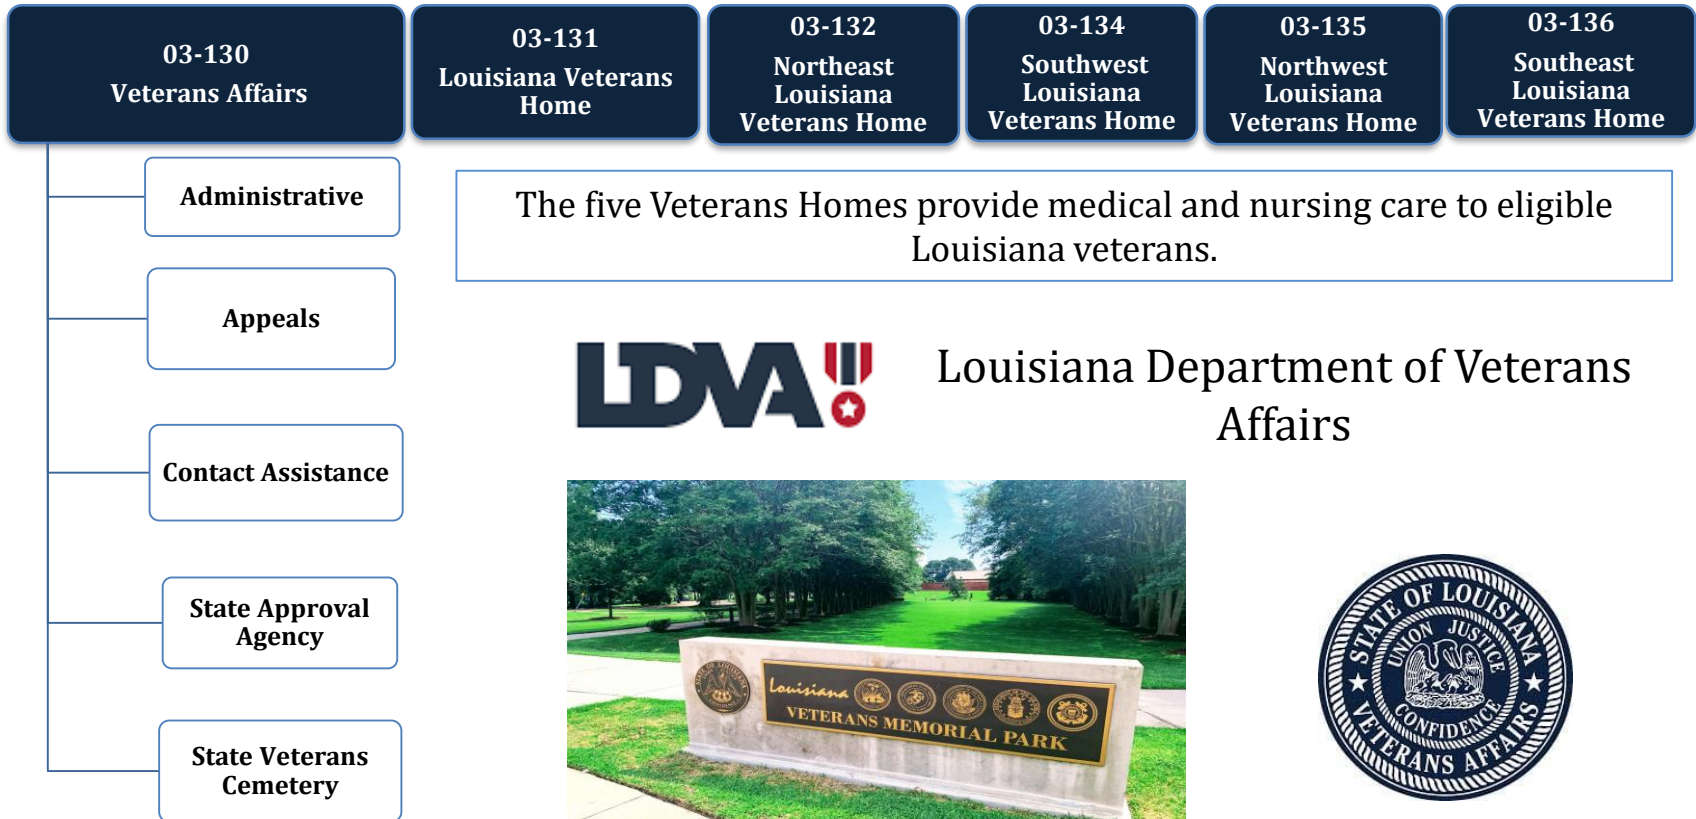 03-130
Veterans Affairs
03-131
Louisiana Veterans
Home
03-132
Northeast
Louisiana
Veterans Home
03-134
Southwest
Louisiana
Veterans Home
03-135
Northwest
Louisiana
Veterans Home
03-136
Southeast
Louisiana
Veterans Home
Administrative
Appeals
Contact Assistance
State Approval
Agency
State Veterans
Cemetery
The five Veterans Homes provide medical and nursing care to eligible
Louisiana veterans.
LDVA
Louisiana Department of Veterans
Affairs
STATE OF LOUISIANA
Louisiana
VETERANS MEMORIAL PARK
STATE OF LOUISIANA
UNION JUSTICE
CONFIDENCE
VETERANS AFFAIRS